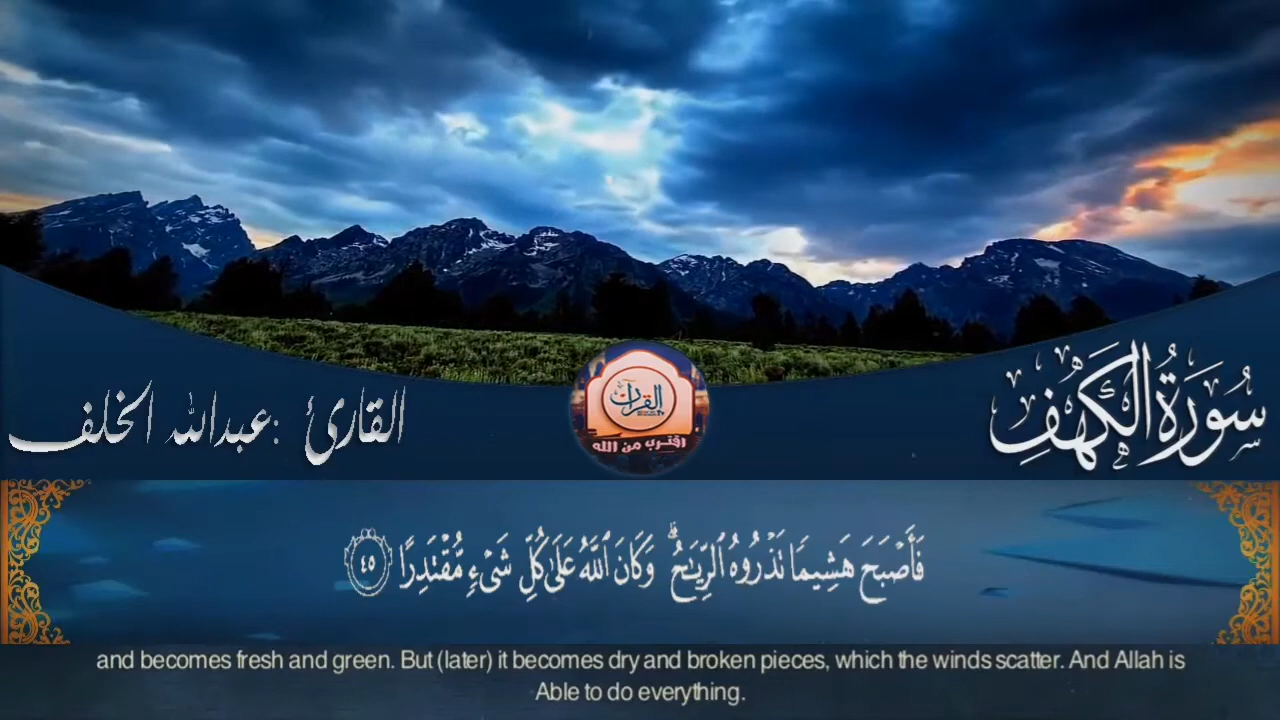 سُورَةُ الْكَهْفِ
القارئ: عبدالله الخلف
القرآن
TV
اقترب من الله
فَأَصْبَحَ هَشِيمًا تَذْرُوهُ ٱلرِّيَـٰحُ ۗ وَكَانَ ٱللَّهُ عَلَىٰ كُلِّ شَىْءٍ مُّقْتَدِرًا ٤٥
and becomes fresh and green. But (later) it becomes dry and broken pieces, which the winds scatter. And Allah is
Able to do everything.